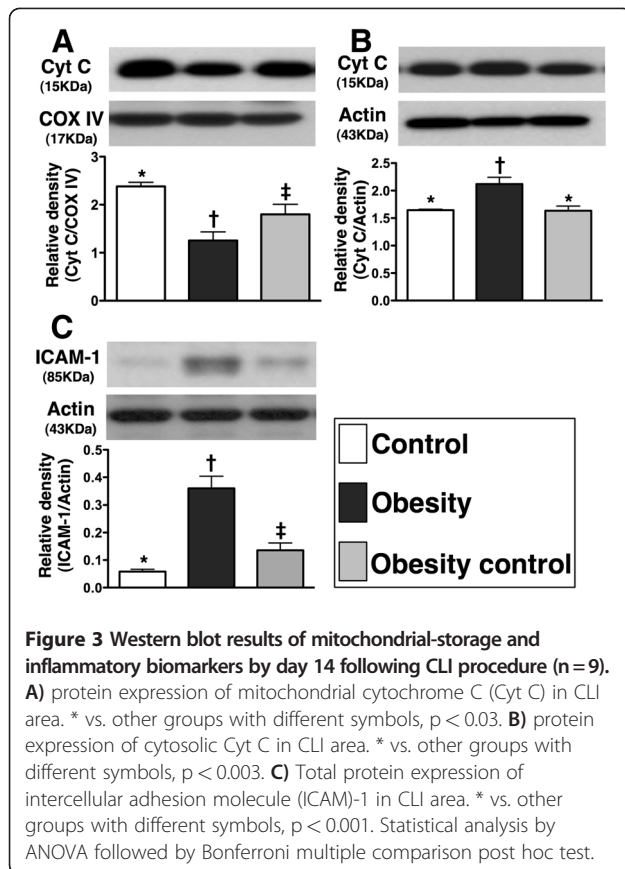 A
Cyt C
(15KDa)
COX IV
(17KDa)
Relative density
(Cyt C/COX IV)
3
2
1
0
*
†
‡
B
Cyt C
(15KDa)
Actin
(43KDa)
Relative density
(Cyt C/Actin)
2.5
2.0
1.5
1.0
0.5
0.0
*
†
*
C
ICAM-1
(85KDa)
Actin
(43KDa)
Relative density
(ICAM-1/Actin)
0.5
0.4
0.3
0.2
0.1
0.0
*
†
‡
Control
Obesity
Obesity control
Figure 3 Western blot results of mitochondrial-storage and
inflammatory biomarkers by day 14 following CLI procedure (n = 9).
A) protein expression of mitochondrial cytochrome C (Cyt C) in CLI
area. * vs. other groups with different symbols, p < 0.03. B) protein
expression of cytosolic Cyt C in CLI area. * vs. other groups with
different symbols, p < 0.003. C) Total protein expression of
intercellular adhesion molecule (ICAM)-1 in CLI area. * vs. other
groups with different symbols, p < 0.001. Statistical analysis by
ANOVA followed by Bonferroni multiple comparison post hoc test.